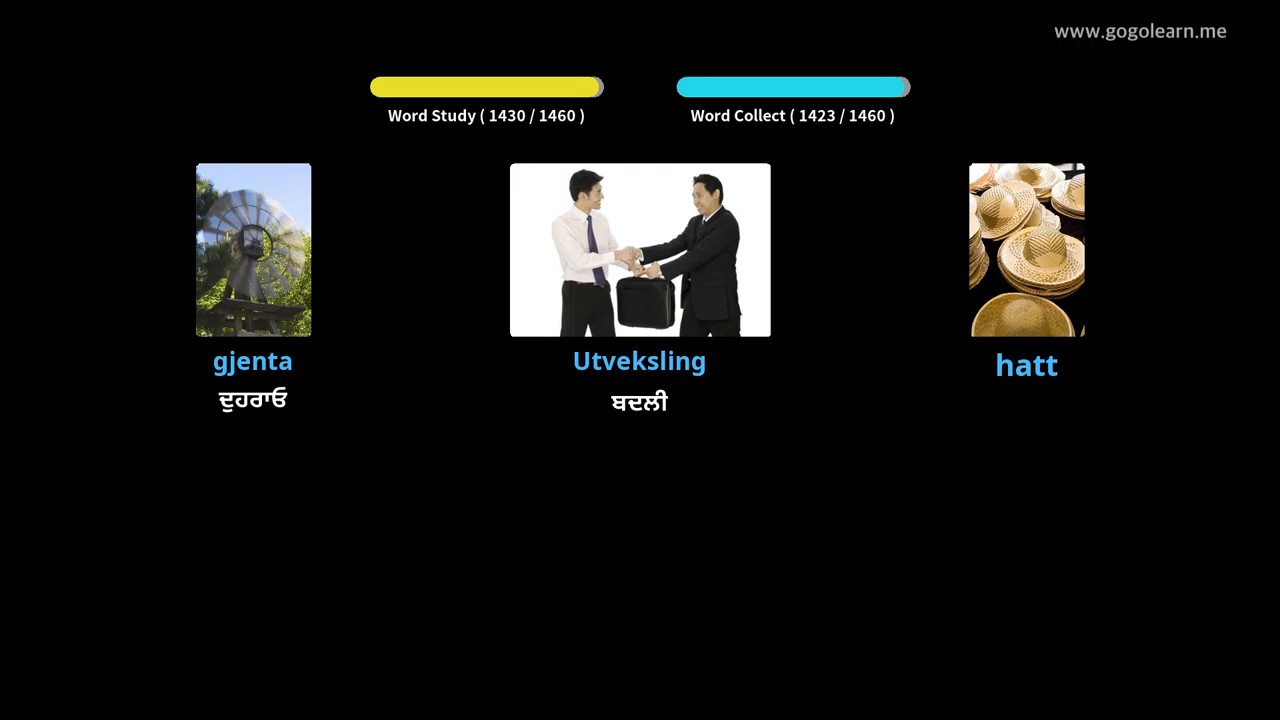 www.gogolearn.me
Word Study ( 1430 / 1460 )
Word Collect ( 1423 / 1460 )
gjenta
ਦੁਹਰਾਓ
Utveksling
ਬਦਲੀ
hatt